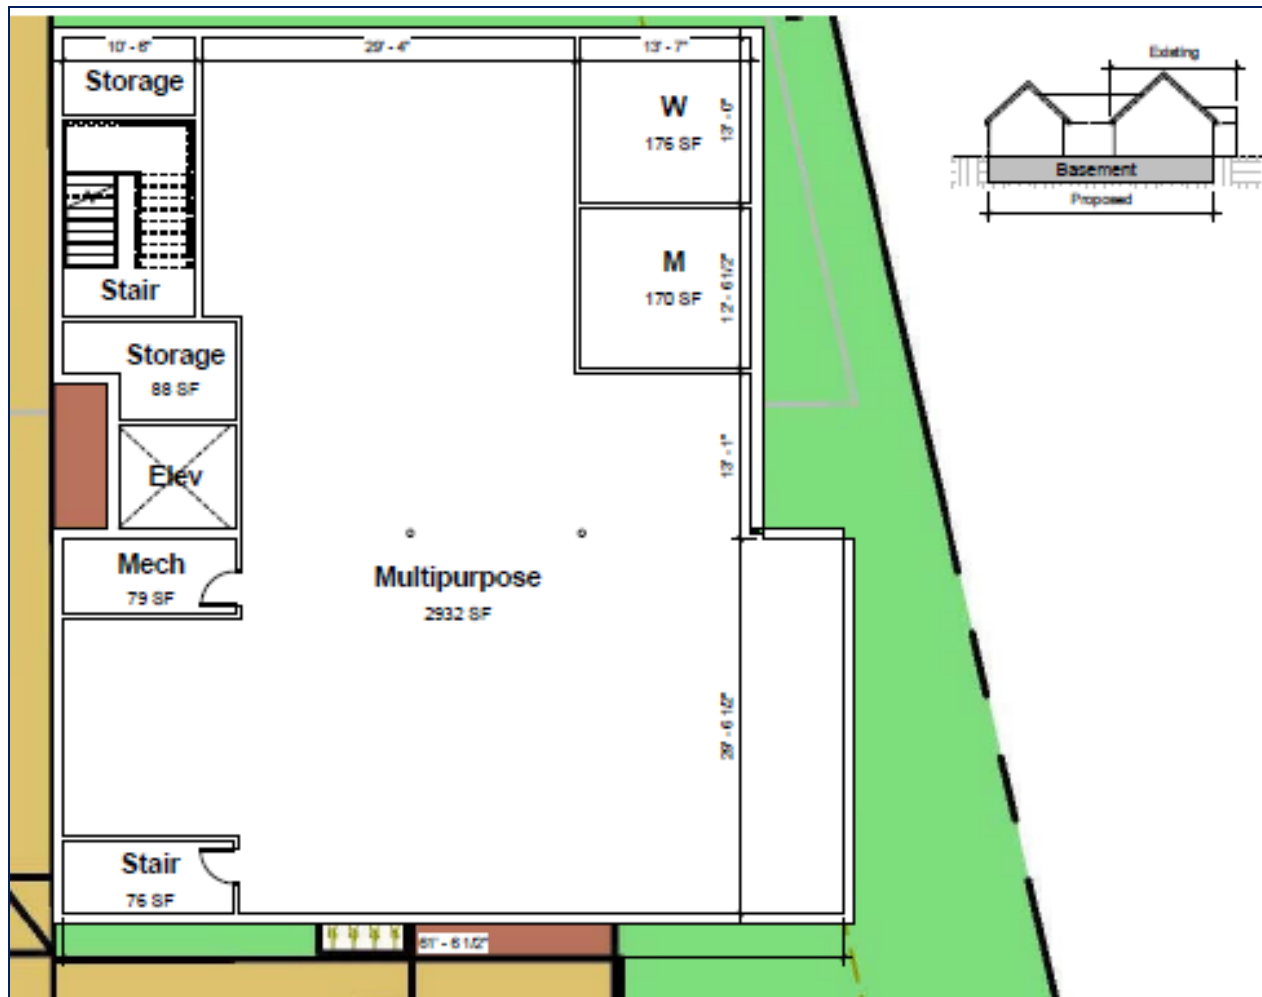 10' - 6"
29' - 4"
13' - 7"
Storage
W
176 SF
13' - 0"
M
170 SF
12' - 6 1/2"
Stair
Storage
88 SF
Elev
13' - 1"
Mech
79 SF
Multipurpose
2932 SF
29' - 6 1/2"
Stair
76 SF
61' - 6 1/2"
Existing
Basement
Proposed